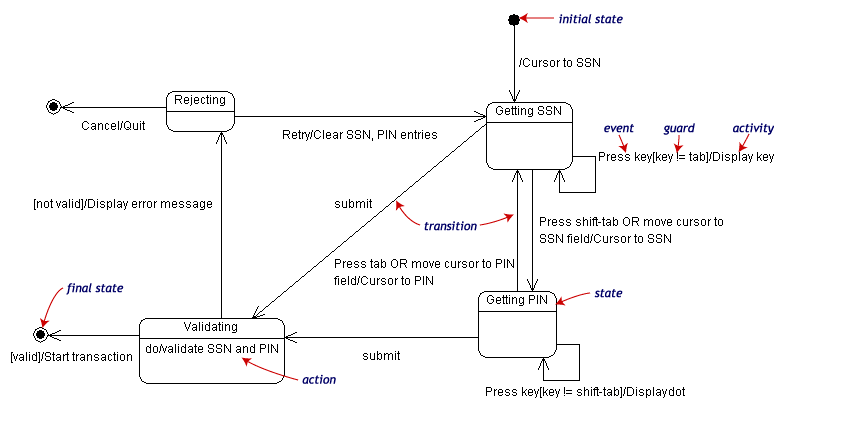 initial state
/Cursor to SSN
Rejecting
Getting SSN
Cancel/Quit
Retry/Clear SSN, PIN entries
event
guard
activity
Press key[key != tab]/Display key
[not valid]/Display error message
submit
transition
Press shift-tab OR move cursor to
SSN field/Cursor to SSN
Press tab OR move cursor to PIN
field/Cursor to PIN
final state
Getting PIN
state
Validating
do/validate SSN and PIN
[valid]/Start transaction
submit
action
Press key[key != shift-tab]/Displaydot